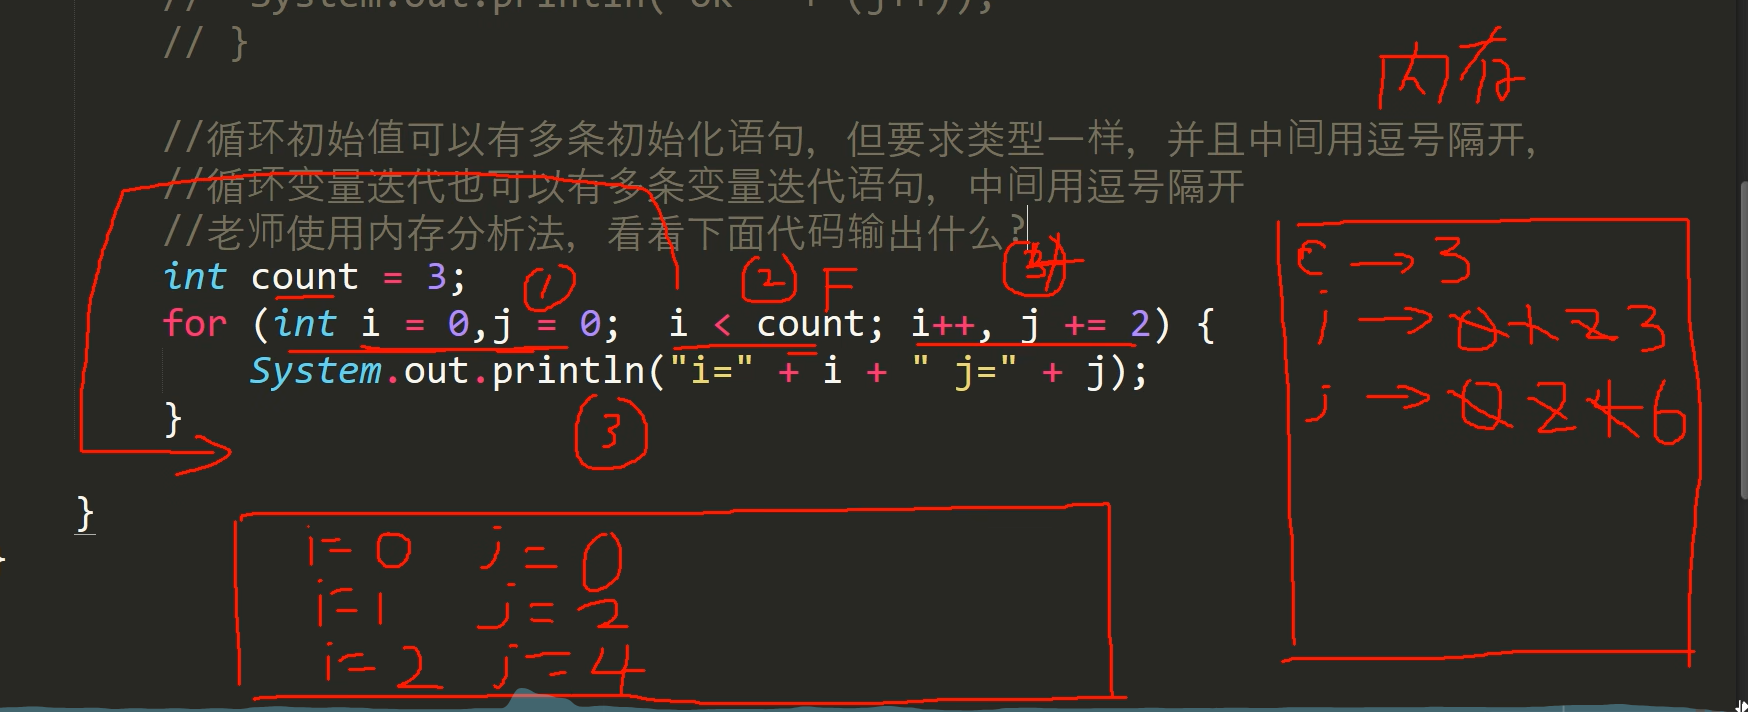 // System.out.println("ok" + (j++));
// }
内存
//循环初始值可以有多条初始化语句，但要求类型一样，并且中间用逗号隔开，
//循环变量迭代也可以有多条变量迭代语句，中间用逗号隔开
//老师使用内存分析法，看看下面代码输出什么?
int count = 3;
① ② F
for (int i = 0,j = 0;  i < count; i++, j += 2) {
System.out.println("i=" + i + " j=" + j);
③
}
}
c → 3
i → 0 1 2 3
j → 0 2 4 6
i=0 j=0
i=1 j=2
i=2 j=4